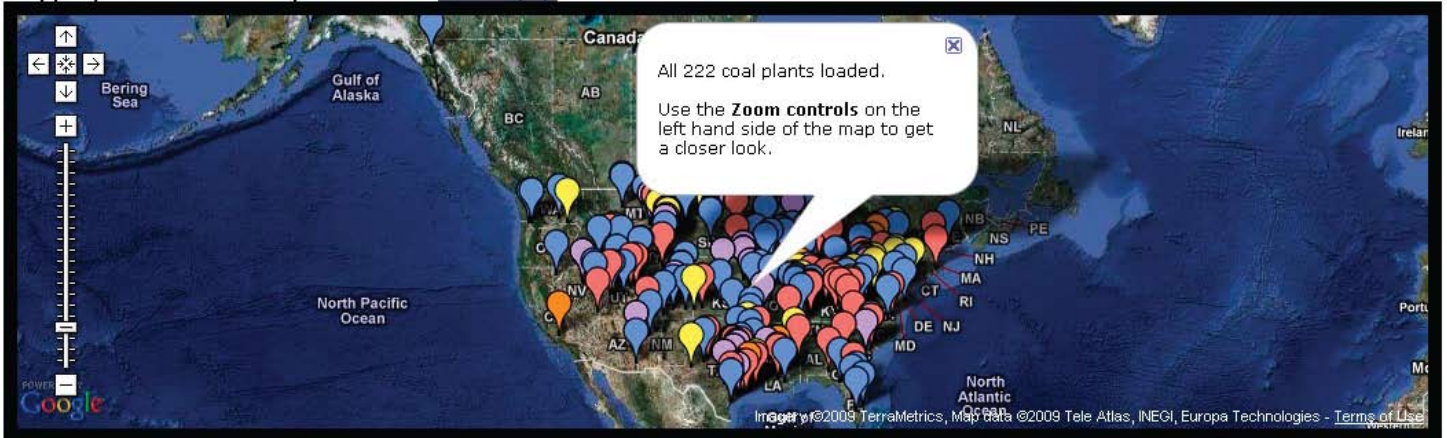 Canada
All 222 coal plants loaded.
Use the Zoom controls on the
left hand side of the map to get
a closer look.
Bering
Sea
Gulf of
Alaska
AB
BC
NL
MT
NB
PE
NS
NH
MA
CT
RI
NV
North Pacific
Ocean
DE NJ
MD
AZ
NM
AL
LA
North
Atlantic
Ocean
POWERED BY
Google
Imagery ©2009 TerraMetrics, Map data ©2009 Tele Atlas, INEGI, Europa Technologies - Terms of Use